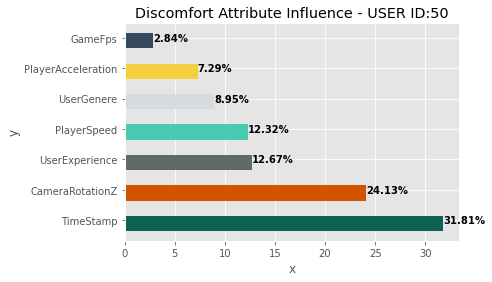 Discomfort Attribute Influence - USER ID:50
GameFps
2.84%
PlayerAcceleration
7.29%
UserGenere
8.95%
y
PlayerSpeed
12.32%
UserExperience
12.67%
CameraRotationZ
24.13%
TimeStamp
31.81%
0 5 10 15 20 25 30
x